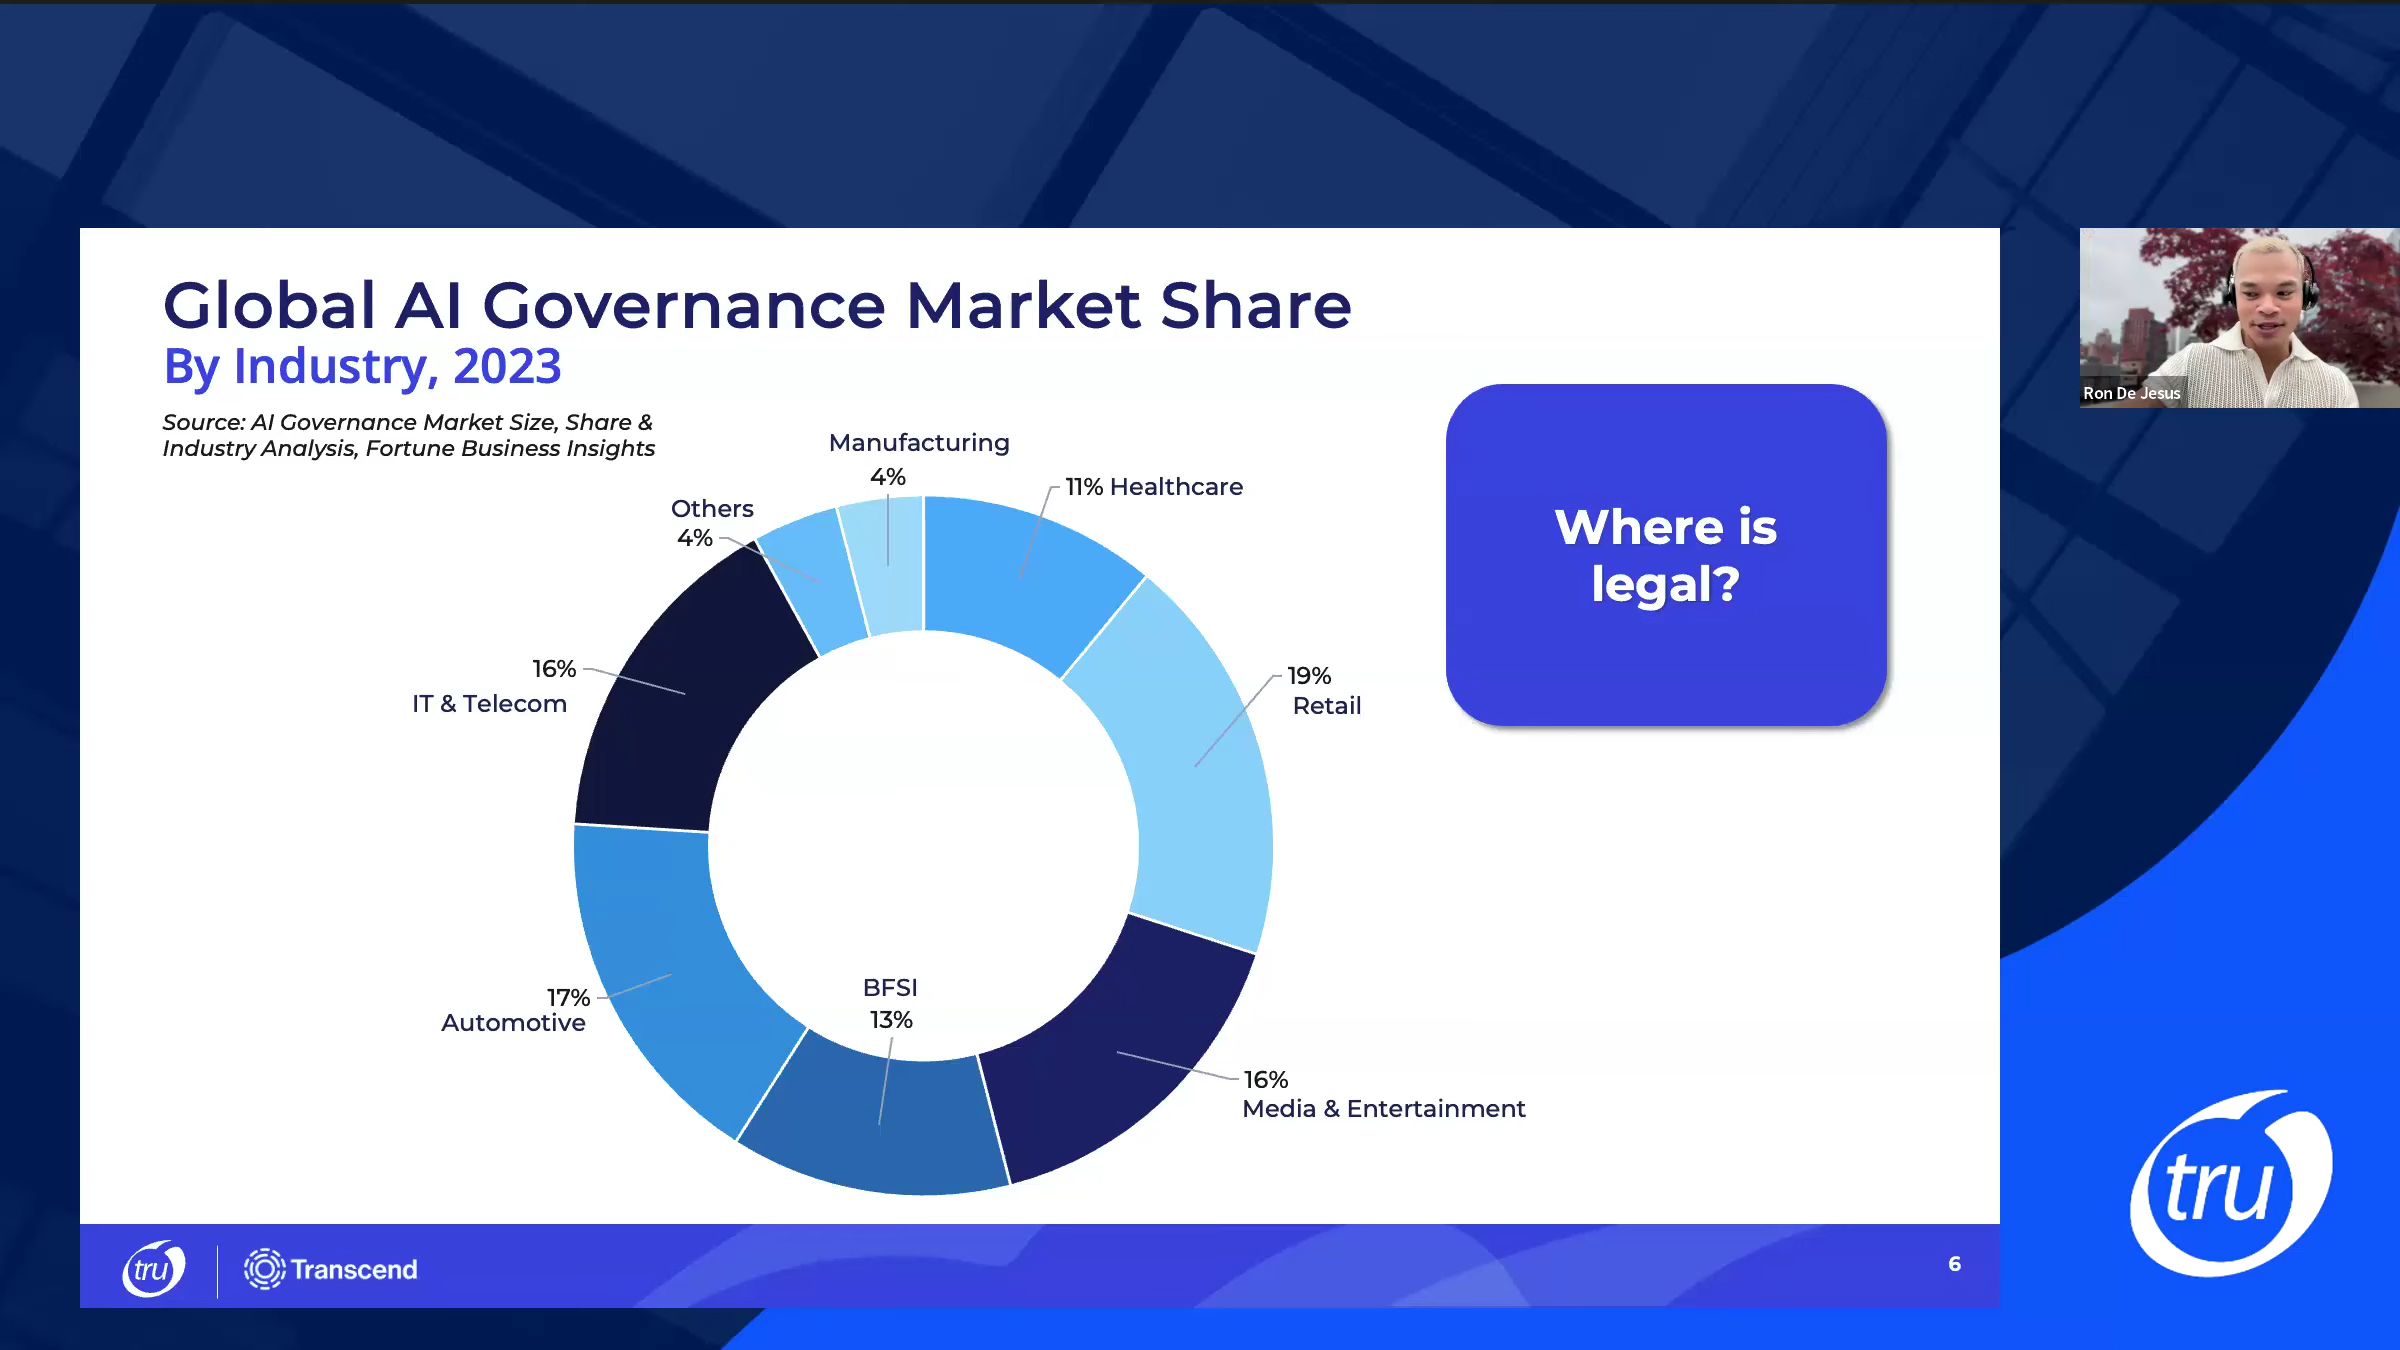 Global AI Governance Market Share
By Industry, 2023
Source: AI Governance Market Size, Share &
Industry Analysis, Fortune Business Insights
Manufacturing
4%
11% Healthcare
Others
4%
19%
Retail
16%
IT & Telecom
17%
Automotive
BFSI
13%
16%
Media & Entertainment
Where is
legal?
Ron De Jesus
tru
tru
Transcend
6